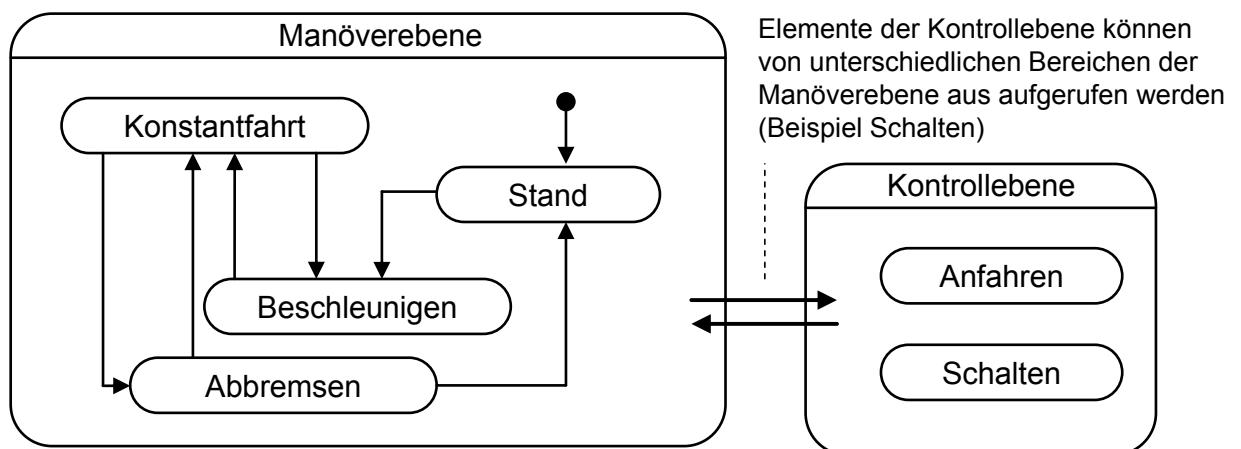 Manöverebene
Konstantfahrt
Stand
Beschleunigen
Abbremsen
Elemente der Kontrollebene können
von unterschiedlichen Bereichen der
Manöverebene aus aufgerufen werden
(Beispiel Schalten)
Kontrollebene
Anfahren
Schalten